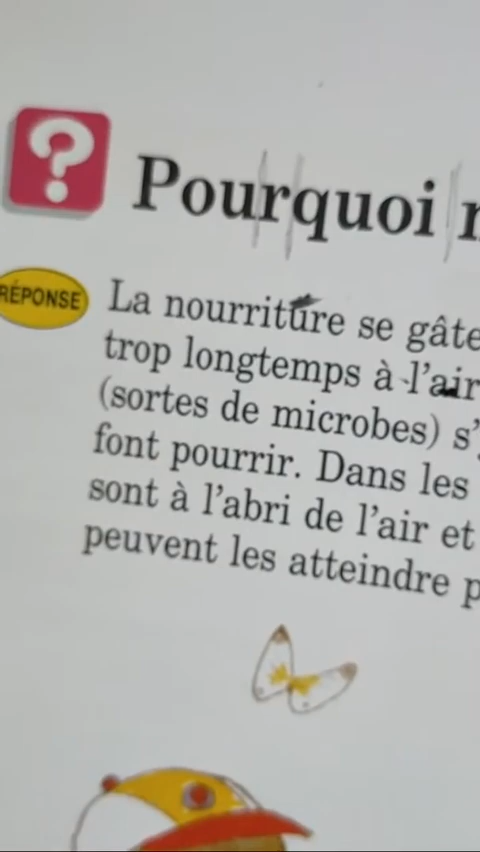 ?
Pourquoi
RÉPONSE
La nourriture se gâte
trop longtemps à l'air
(sortes de microbes) s'
font pourrir. Dans les
sont à l'abri de l'air et
peuvent les atteindre p